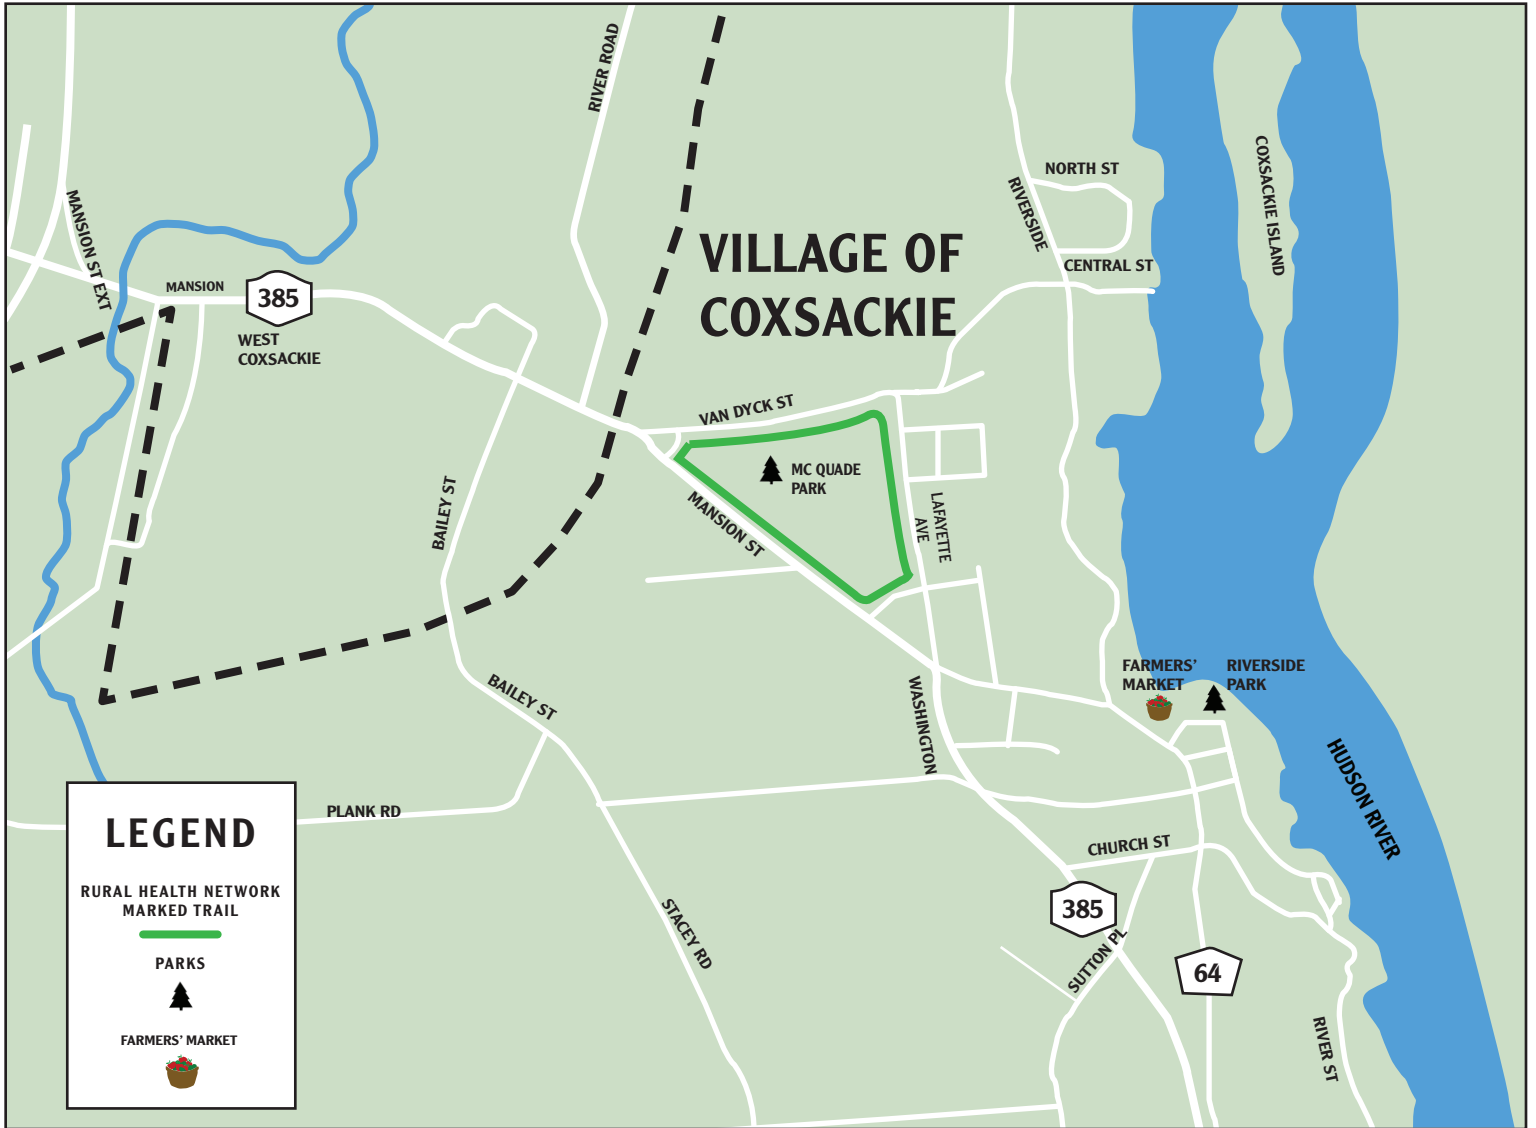 RIVER ROAD
MANSION ST EXT
MANSION
385
WEST
COXSACKIE
VILLAGE OF
COXSACKIE
NORTH ST
RIVERSIDE
CENTRAL ST
COXSACKIE ISLAND
VAN DYCK ST
MC QUADE
PARK
MANSION ST
LAFAYETTE
AVE
BAILEY ST
BAILEY ST
WASHINGTON
FARMERS'
MARKET
RIVERSIDE
PARK
HUDSON RIVER
PLANK RD
CHURCH ST
385
SUTTON PL
64
STACEY RD
RIVER ST
LEGEND
RURAL HEALTH NETWORK
MARKED TRAIL
PARKS
FARMERS' MARKET